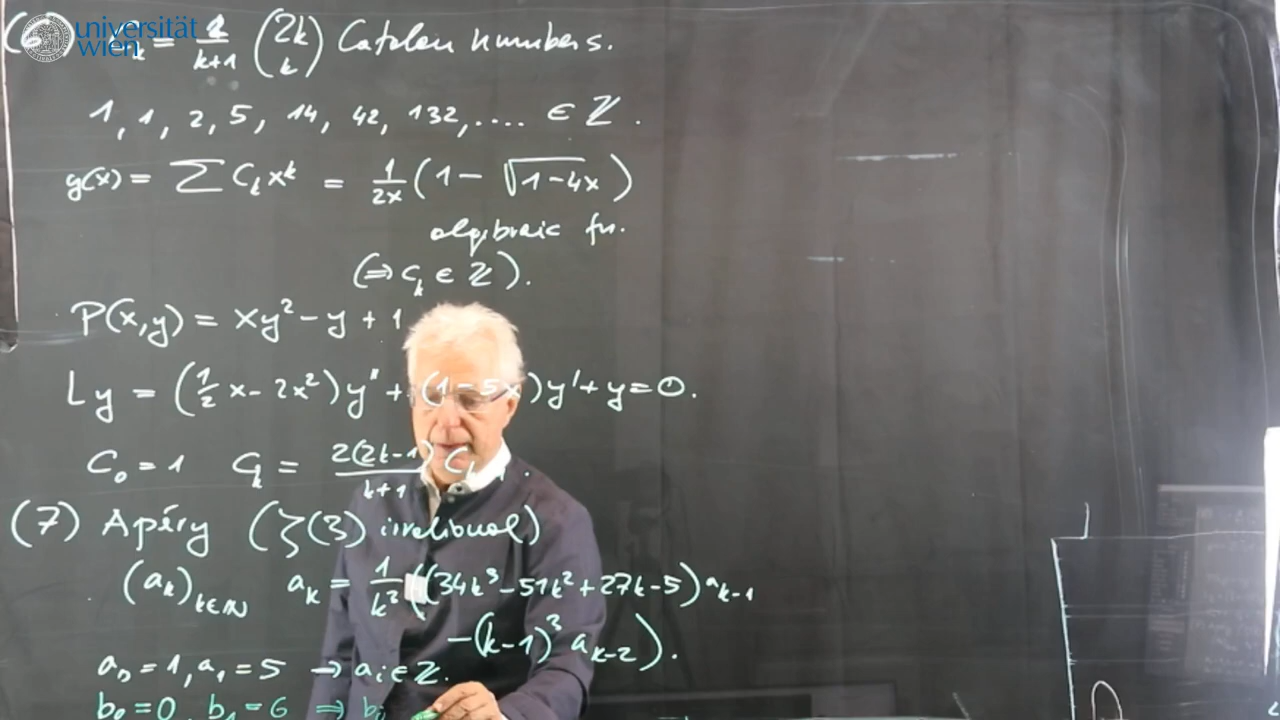 universität
wien
(6) C_k = 1/(k+1) (2k k) Catalan numbers.
1, 1, 2, 5, 14, 42, 132, .... ∈ ℤ.
g(x) = ∑ C_k x^k = 1/(2x) (1 - √(1-4x))
algebraic fn.
(⇒ C_k ∈ ℤ).
P(x,y) = xy² - y + 1
Ly = (1/2 x - 2x²)y'' + (1-5x)y' + y = 0.
C_0 = 1 C_k = 2(2k-1)/(k+1) C
(7) Apéry (ζ(3) irrational)
(a_k)_{k∈ℕ} a_k = 1/k² ((34k³ - 51k² + 27k - 5) a_{k-1}
-(k-1)³ a_{k-2}).
a_0 = 1, a_1 = 5 → a_i ∈ ℤ.
b_0 = 0, b_1 = 6 ⇒ b_i